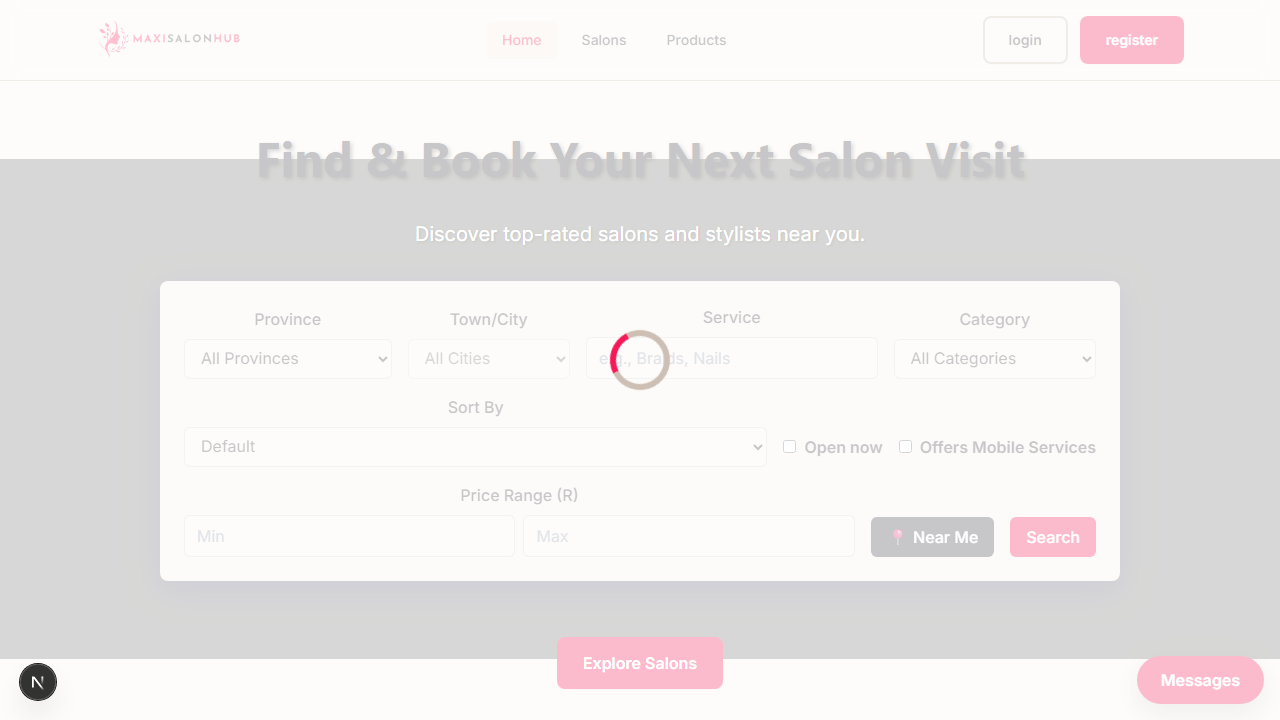 MAXISALONHUB
Home
Salons
Products
login
register
Find & Book Your Next Salon Visit
Discover top-rated salons and stylists near you.
Province
Town/City
Service
Category
All Provinces
All Cities
e.g., Braids, Nails
All Categories
Sort By
Default
Open now
Offers Mobile Services
Price Range (R)
Min
Max
📍 Near Me
Search
Explore Salons
N
Messages